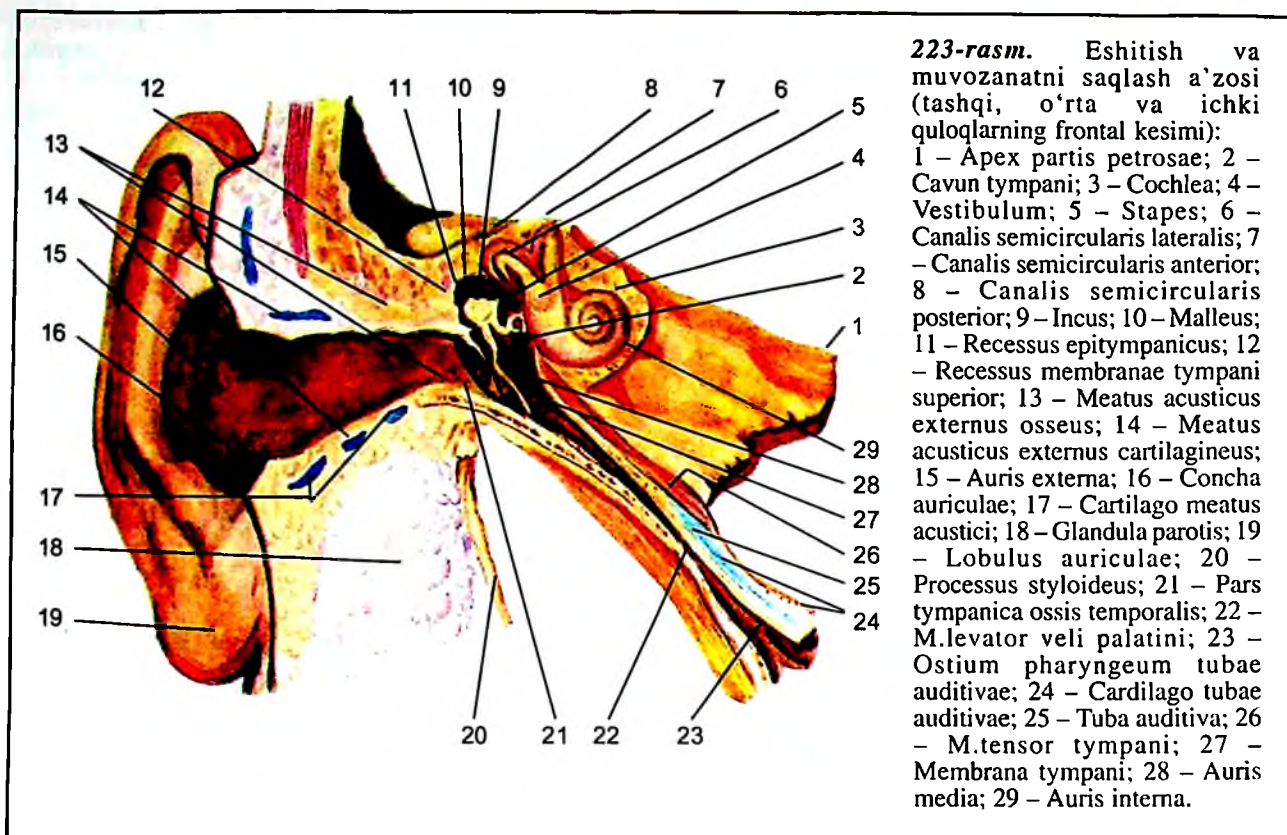 12 11 10 9 8 7 6
13
5
14
4
15
3
16
2
1
29
28
17
27
18
26
25
19
24
20 21 22 23
223-rasm. Eshitish va
muvozanatni saqlash a'zosi
(tashqi, o'rta va ichki
quloqlarning frontal kesimi):
1 – Apex partis petrosae; 2 –
Cavun tympani; 3 – Cochlea; 4 –
Vestibulum; 5 – Stapes; 6 –
Canalis semicircularis lateralis; 7
– Canalis semicircularis anterior;
8 – Canalis semicircularis
posterior; 9 – Incus; 10 – Malleus;
11 – Recessus epitympanicus; 12
– Recessus membranae tympani
superior; 13 – Meatus acusticus
externus osseus; 14 – Meatus
acusticus externus cartilagineus;
15 – Auris externa; 16 – Concha
auriculae; 17 – Cartilago meatus
acustici; 18 – Glandula parotis; 19
– Lobulus auriculae; 20 –
Processus styloideus; 21 – Pars
tympanica ossis temporalis; 22 –
M.levator veli palatini; 23 –
Ostium pharyngeum tubae
auditivae; 24 – Cardilago tubae
auditivae; 25 – Tuba auditiva; 26
– M.tensor tympani; 27 –
Membrana tympani; 28 – Auris
media; 29 – Auris interna.